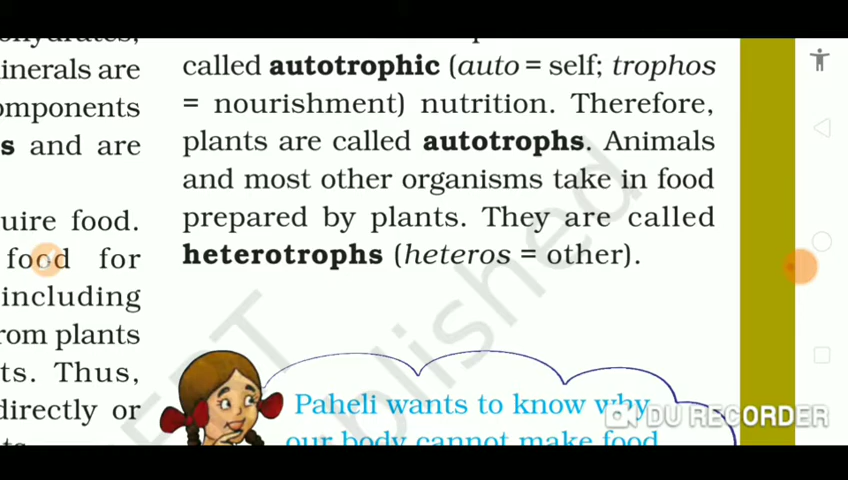 inerals are
omponents
s and are
uire food.
food for
including
rom plants
ts. Thus,
directly or
called autotrophic (auto = self; trophos
= nourishment) nutrition. Therefore,
plants are called autotrophs. Animals
and most other organisms take in food
prepared by plants. They are called
heterotrophs (heteros = other).
Paheli wants to know why
our body cannot make food
DU RECORDER
blished